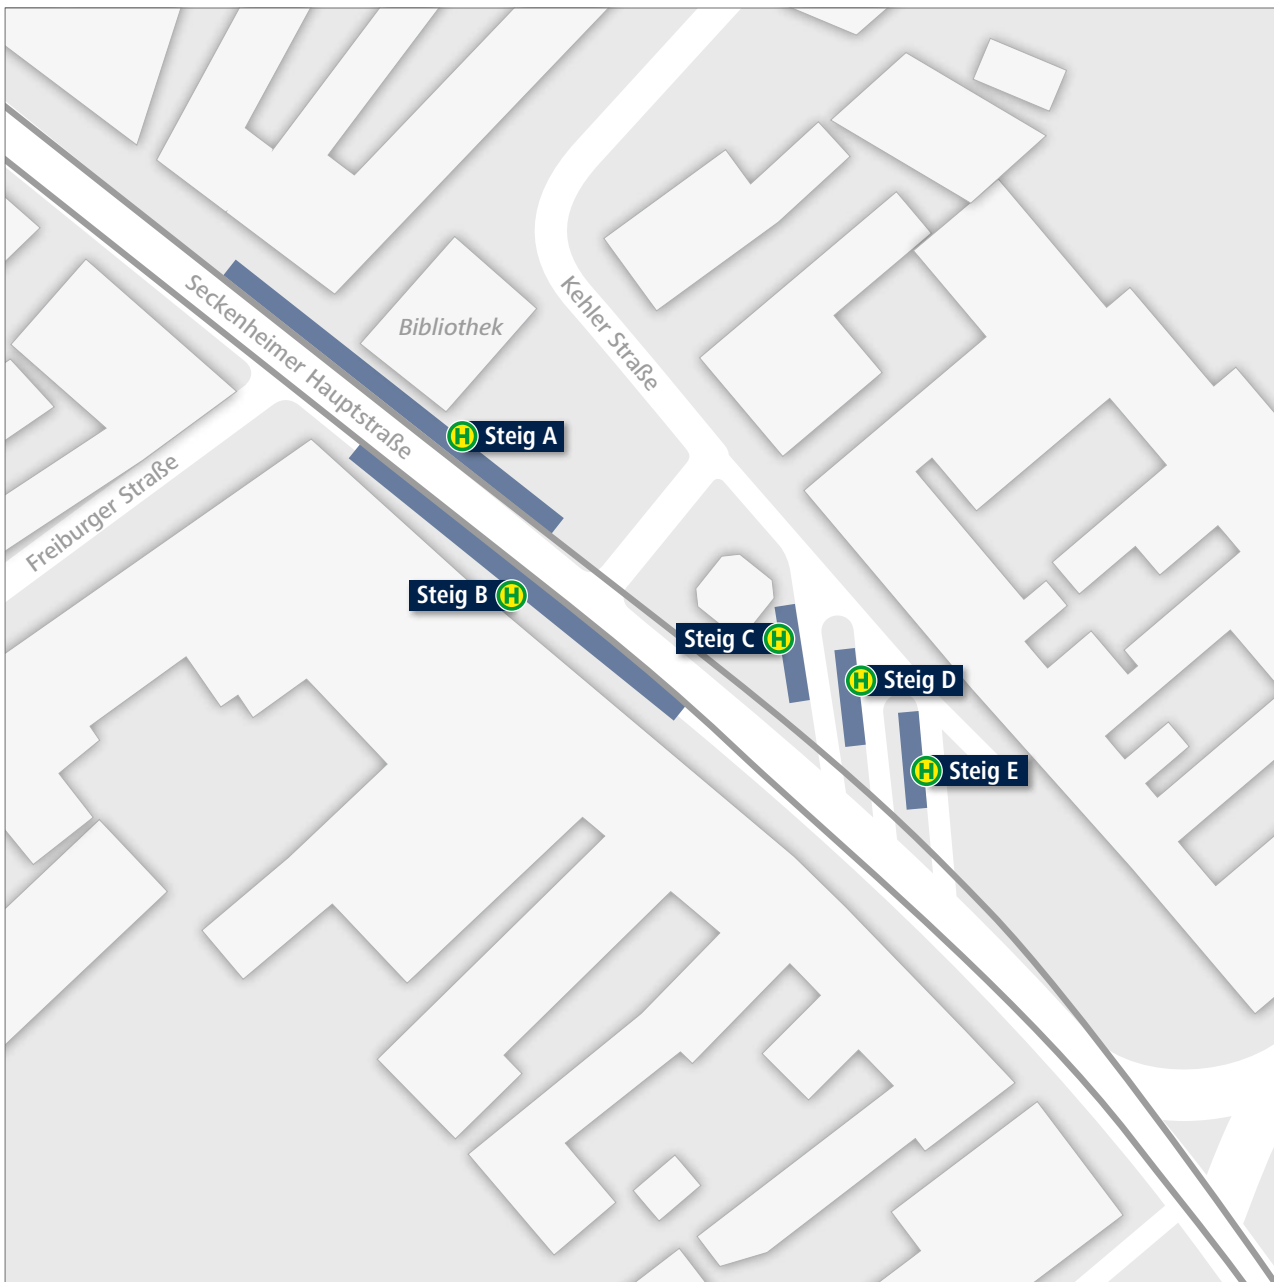 Seckenheimer Hauptstraße
Bibliothek
Kehler Straße
H Steig A
Freiburger Straße
Steig B H
Steig C H
H Steig D
H Steig E